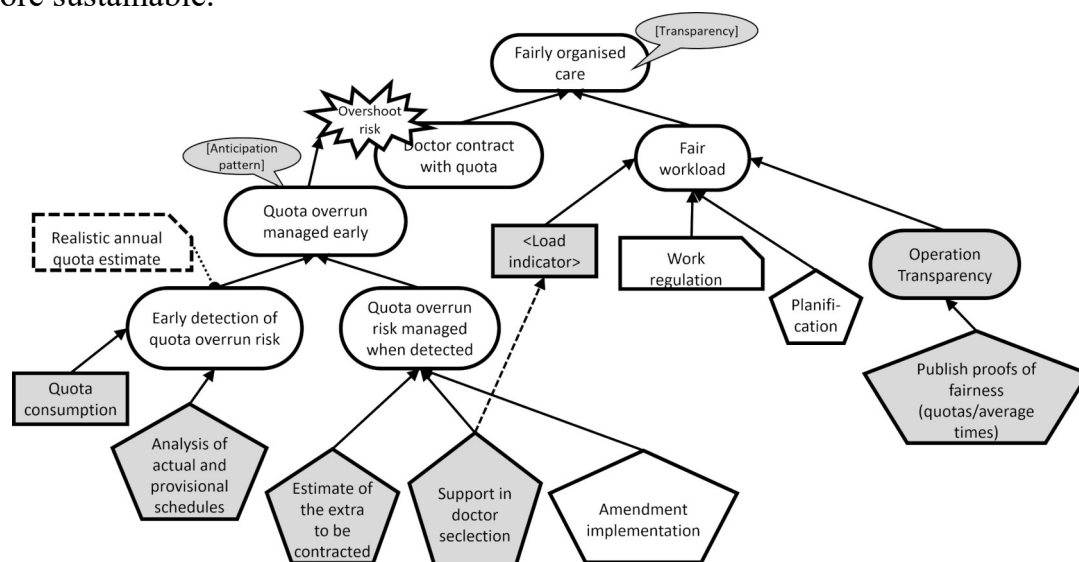 ore sustainable.
[Transparency]
Fairly organised
care
Overshoot
risk
Doctor contract
with quota
[Anticipation
pattern]
Fair
workload
Quota overrun
managed early
Realistic annual
quota estimate
<Load
indicator>
Work
regulation
Operation
Transparency
Planifi-
cation
Early detection of
quota overrun risk
Quota overrun
risk managed
when detected
Quota
consumption
Publish proofs of
fairness
(quotas/average
times)
Analysis of
actual and
provisional
schedules
Estimate of
the extra
to be
contracted
Support in
doctor
seclection
Amendment
implementation